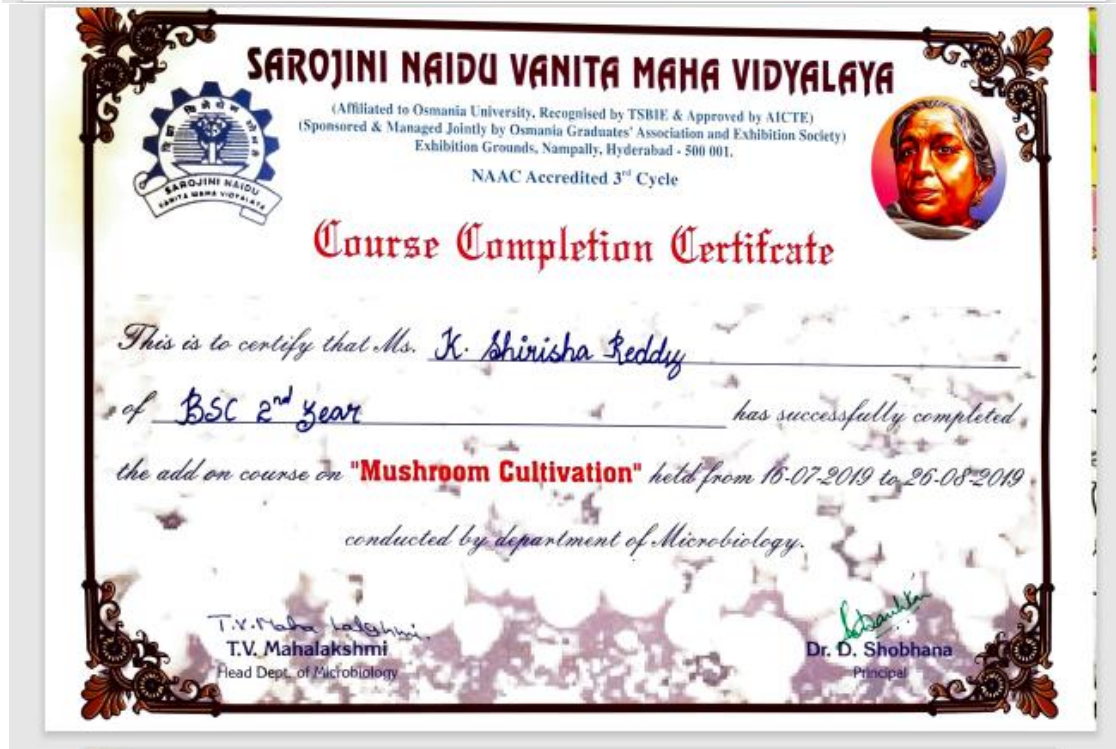 SAROJINI NAIDU VANITA MAHA VIDYALAYA
(Affiliated to Osmania University, Recognised by TSBIE & Approved by AICTE)
(Sponsored & Managed Jointly by Osmania Graduates' Association and Exhibition Society)
Exhibition Grounds, Nampally, Hyderabad - 500 001.
NAAC Accredited 3rd Cycle
SAROJINI NAIDU
VANITA MAHA VIDYALAYA
Course Completion Certifcate
This is to certify that Ms. K. Shirisha Reddy
of BSC 2nd Year has successfully completed
the add on course on "Mushroom Cultivation" held from 16-07-2019 to 26-08-2019
conducted by department of Microbiology.
T.V. Maha Lakshmi.
T.V. Mahalakshmi
Head Dept. of Microbiology
Dr. D. Shobhana
Principal